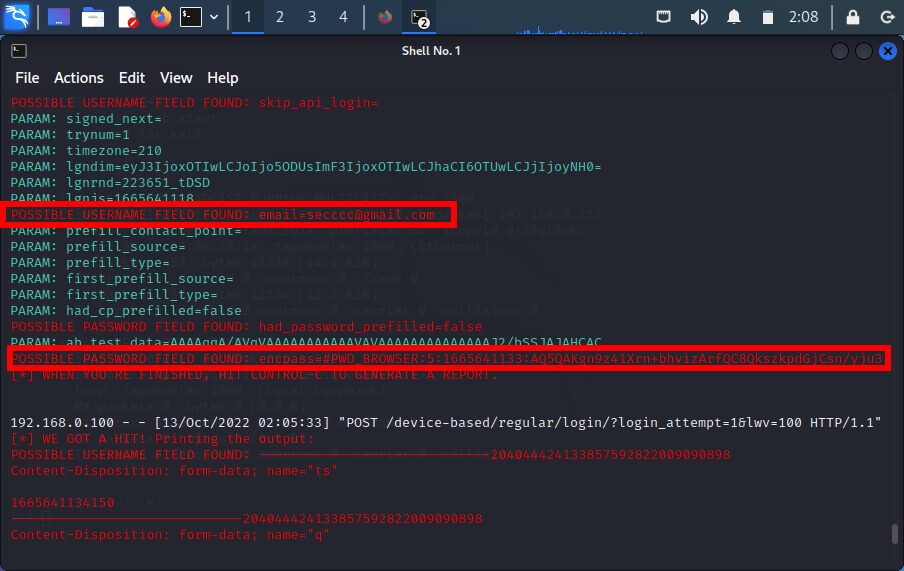 1 2 3 4 2 2:08
Shell No. 1
File Actions Edit View Help
POSSIBLE USERNAME FIELD FOUND: skip_api_login=
PARAM: signed_next=
PARAM: trynum=1
PARAM: timezone=210
PARAM: lgndim=eyJ3IjoxOTIwLCJoIjo5ODUsImF3IjoxOTIwLCJhaCI6OTUwLCJjIjoyNH0=
PARAM: lgnrnd=223651_tDSD
PARAM: lgnjs=1665641118
POSSIBLE USERNAME FIELD FOUND: email=secccc@gmail.com
PARAM: prefill_contact_point=
PARAM: prefill_source=
PARAM: prefill_type=
PARAM: first_prefill_source=
PARAM: first_prefill_type=
PARAM: had_cp_prefilled=false
POSSIBLE PASSWORD FIELD FOUND: had_password_prefilled=false
PARAM:
POSSIBLE PASSWORD FIELD FOUND: encpass=#PWD_BROWSER:5:1665641133:AQ5QAKgn9z41Xrn+bhvizArfQC8QkszkpdGjCsn/yju3
[*] WHEN YOU'RE FINISHED, HIT CONTROL-C TO GENERATE A REPORT.
192.168.0.100 - - [13/Oct/2022 02:05:33] "POST /device-based/regular/login/?login_attempt=1&lwv=100 HTTP/1.1"
[*] WE GOT A HIT! Printing the output:
POSSIBLE USERNAME FIELD FOUND: -----------------------------2040444241338575928220090​90898
Content-Disposition: form-data; name="ts"
1665641134150
-----------------------------204044424133857592822009090898
Content-Disposition: form-data; name="q"